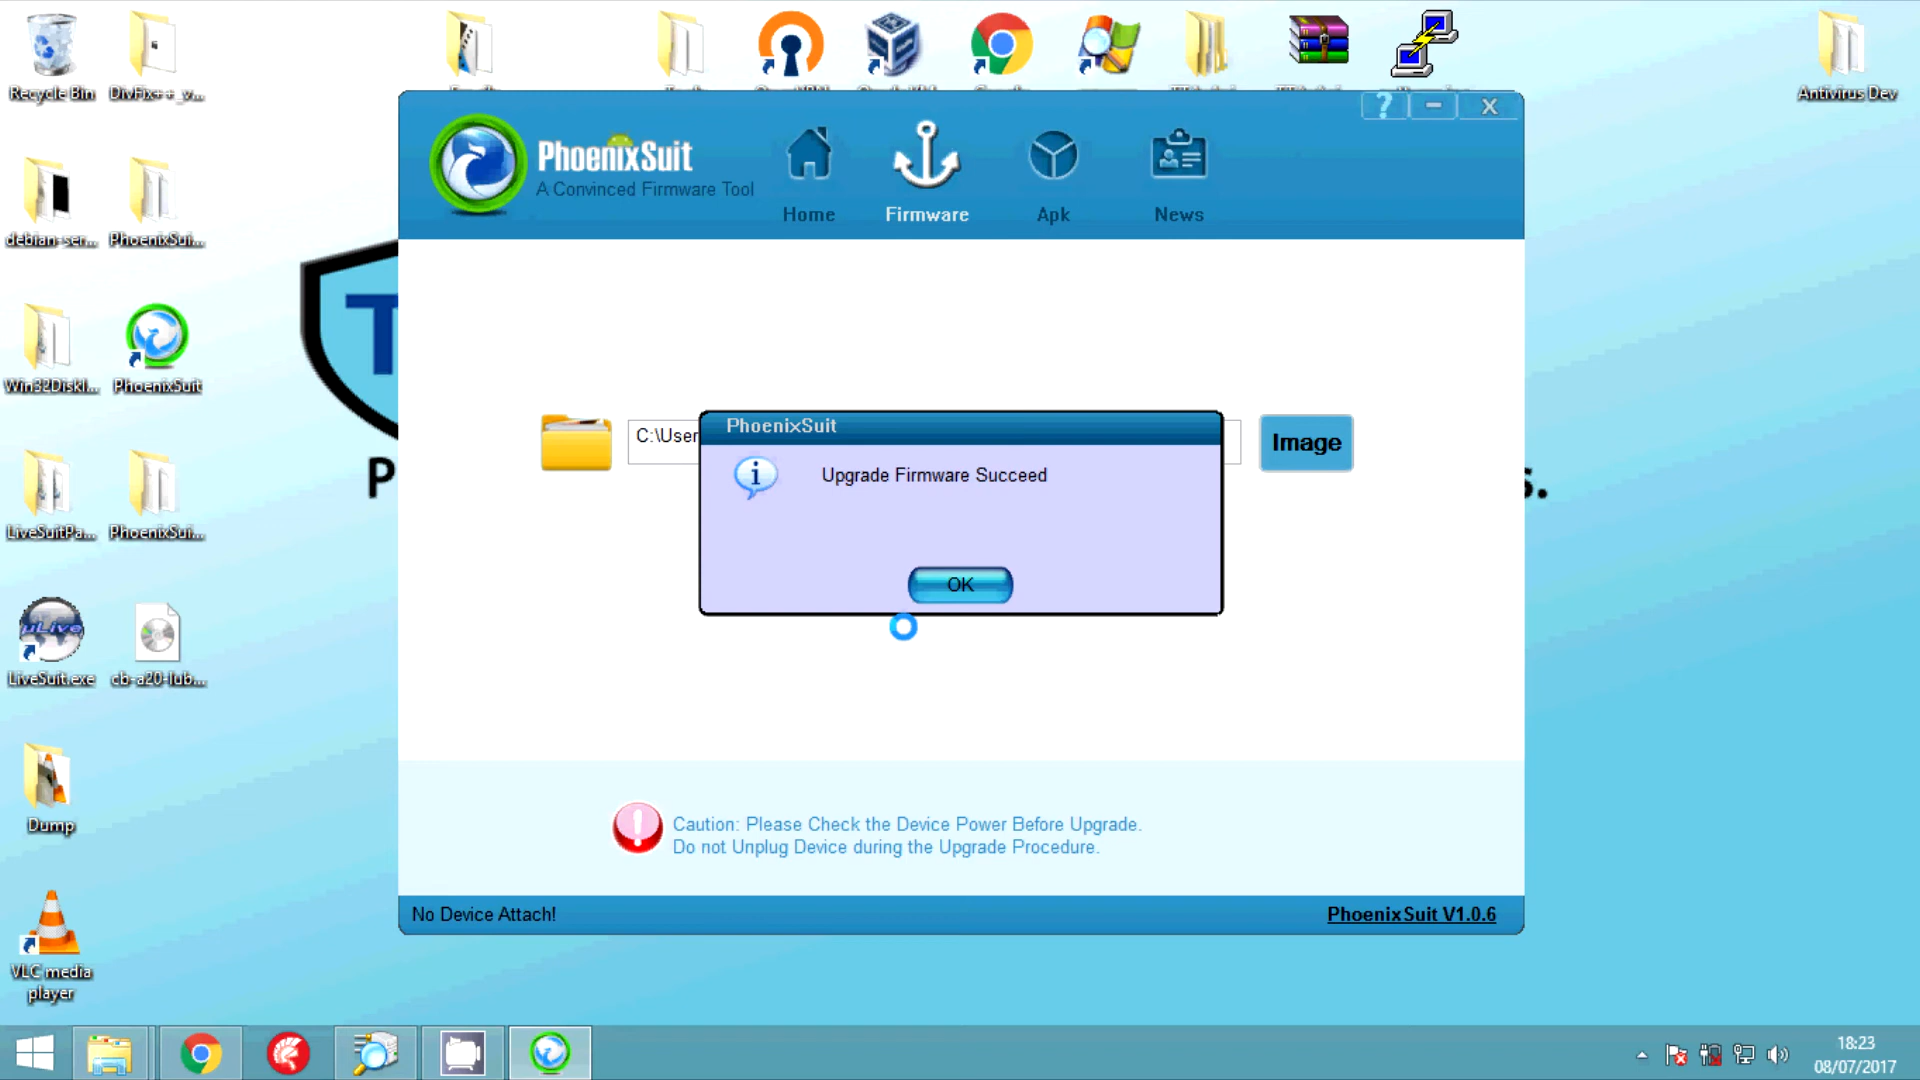 Recycle Bin
DivFix++_v...
Antivirus Dev
debian-ser...
PhoenixSui...
Win32DiskI...
PhoenixSuit
LiveSuitPa...
PhoenixSui...
µLive
LiveSuit.exe
cb-a20-lub...
Dump
VLC media
player
T
P
s.
PhoenixSuit
A Convinced Firmware Tool
Home
Firmware
Apk
News
?
X
C:\User
Image
PhoenixSuit
Upgrade Firmware Succeed
OK
Caution: Please Check the Device Power Before Upgrade.
Do not Unplug Device during the Upgrade Procedure.
No Device Attach!
PhoenixSuit V1.0.6
18:23
08/07/2017